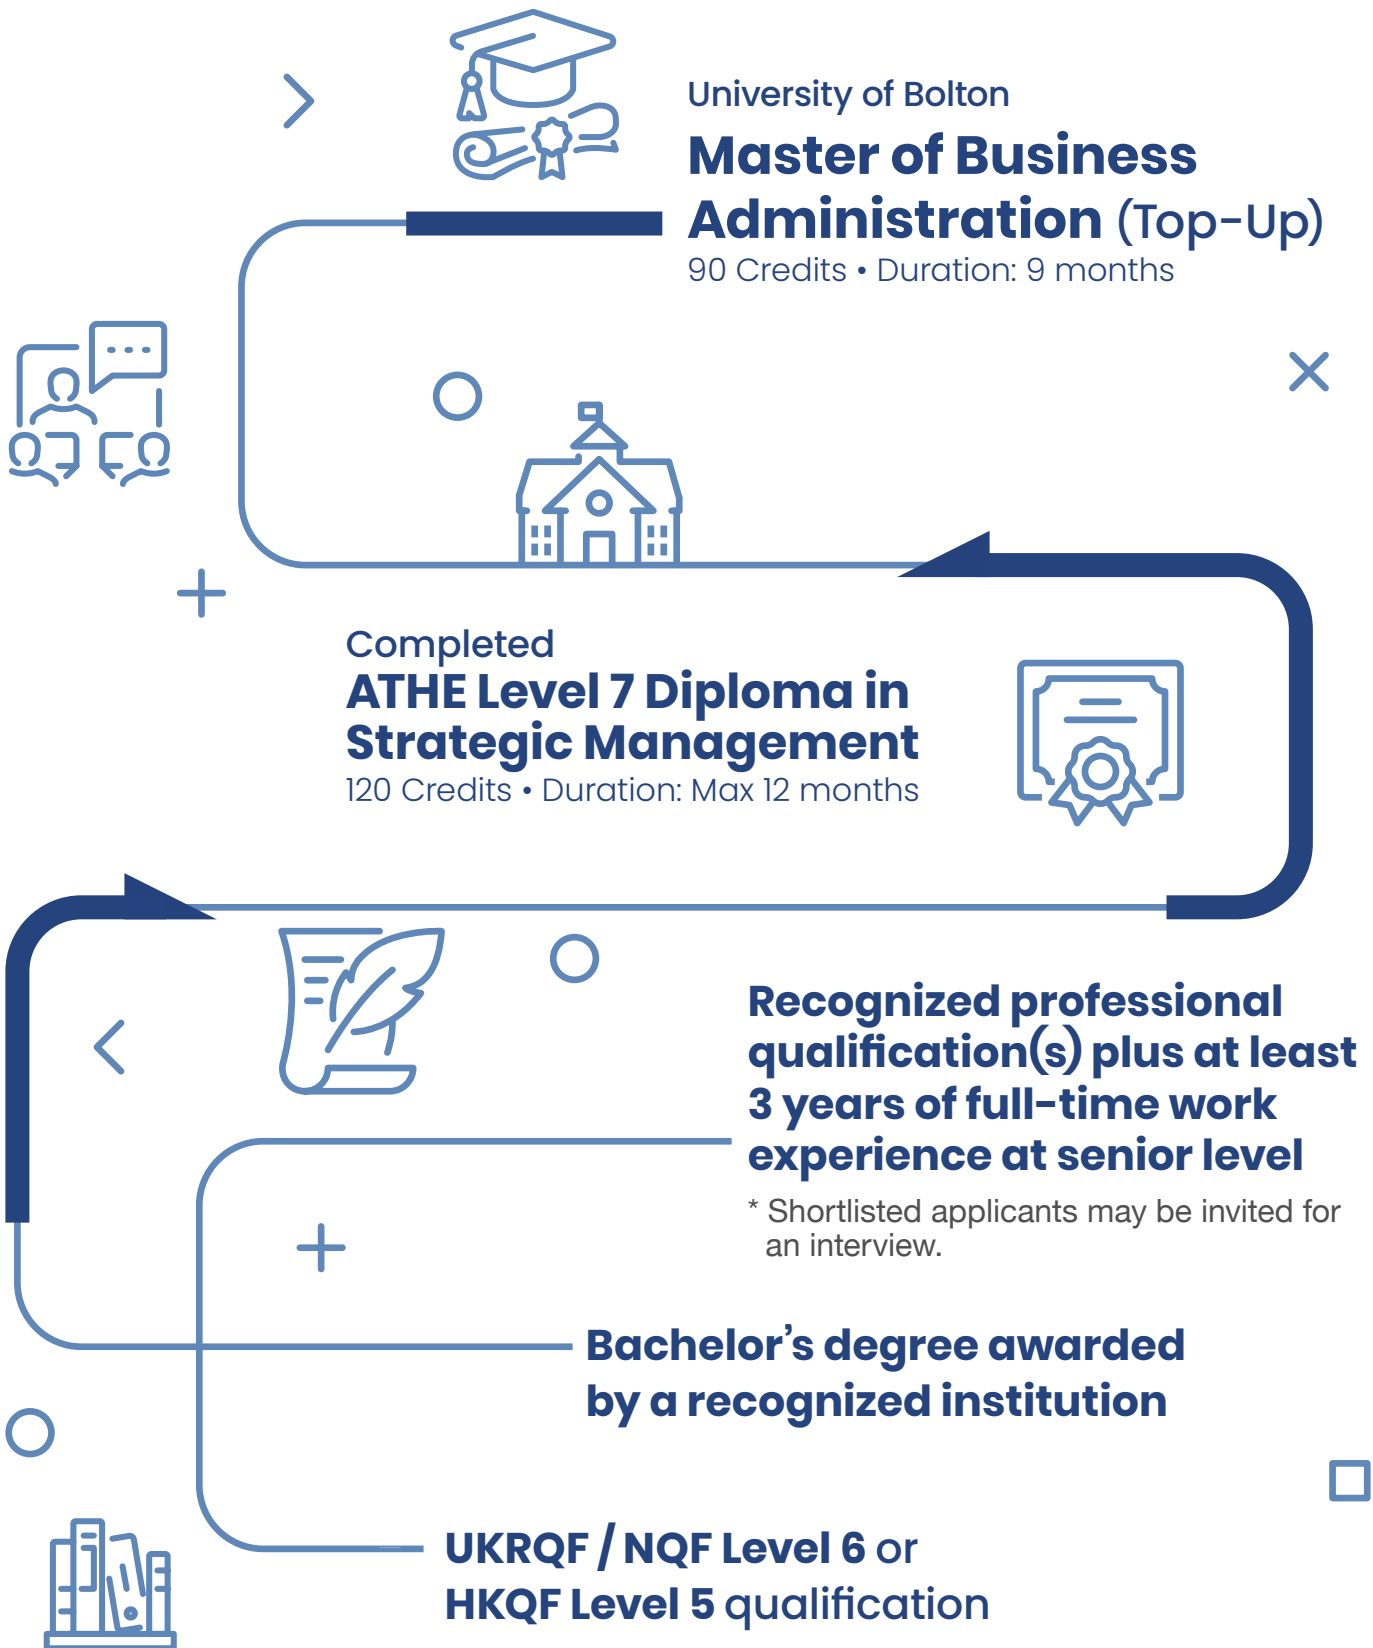 University of Bolton
Master of Business
Administration (Top-Up)
90 Credits • Duration: 9 months
Completed
ATHE Level 7 Diploma in
Strategic Management
120 Credits • Duration: Max 12 months
Recognized professional
qualification(s) plus at least
3 years of full-time work
experience at senior level
* Shortlisted applicants may be invited for
an interview.
Bachelor’s degree awarded
by a recognized institution
UKRQF / NQF Level 6 or
HKQF Level 5 qualification